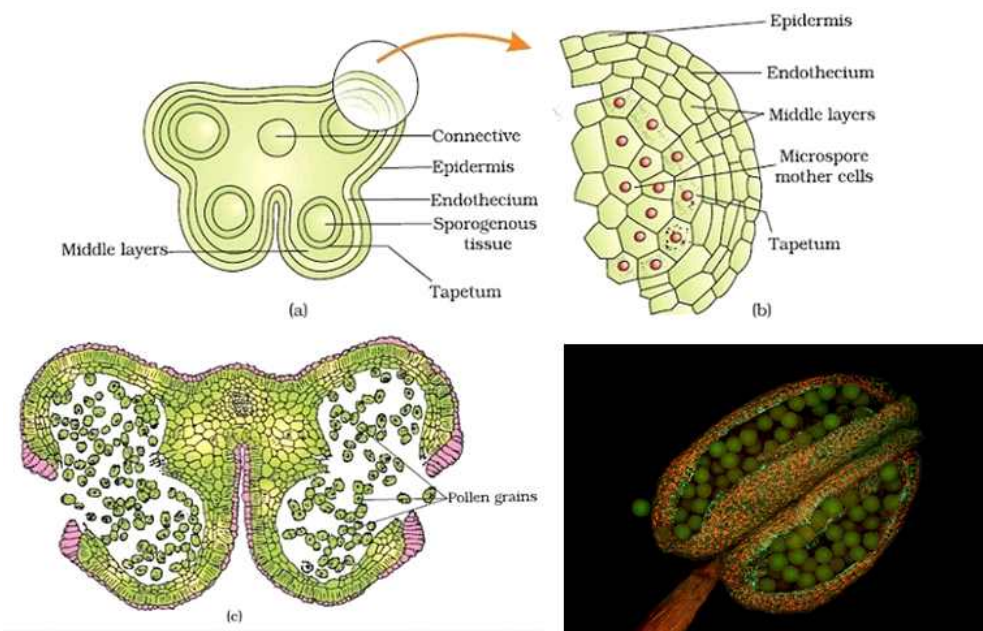 Connective
Epidermis
Endothecium
Sporogenous
tissue
Middle layers
Tapetum
(a)
Epidermis
Endothecium
Middle layers
Microspore
mother cells
Tapetum
(b)
Pollen grains
(c)